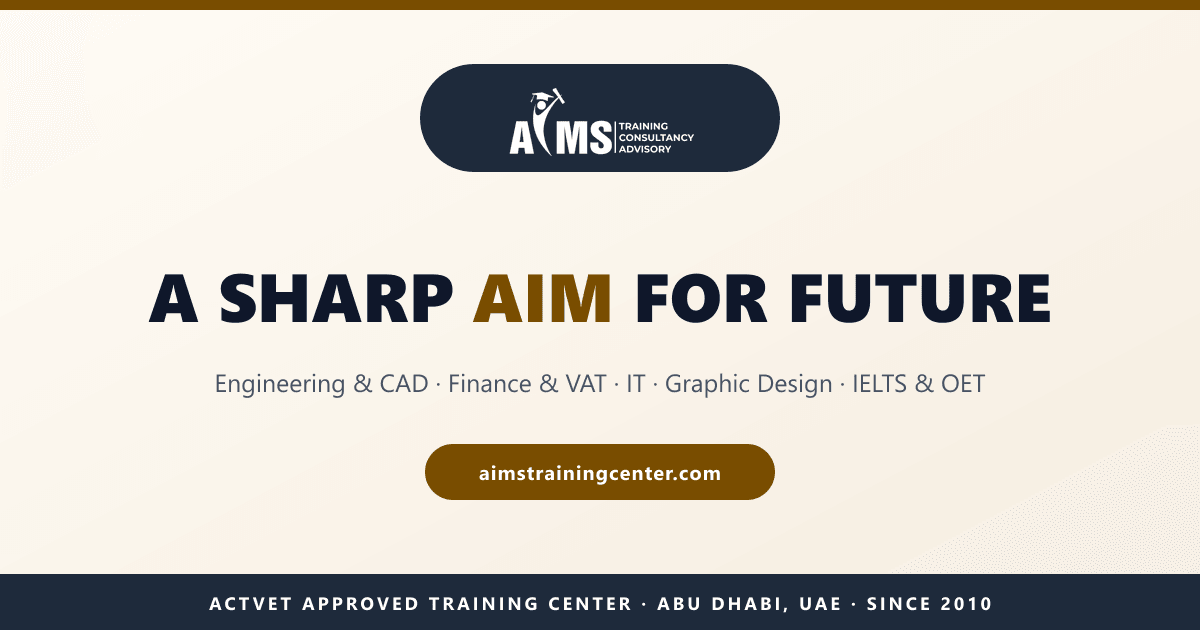 AIMS
TRAINING
CONSULTANCY
ADVISORY
A SHARP AIM FOR FUTURE
Engineering & CAD · Finance & VAT · IT · Graphic Design · IELTS & OET
aimstrainingcenter.com
ACTVET APPROVED TRAINING CENTER · ABU DHABI, UAE · SINCE 2010